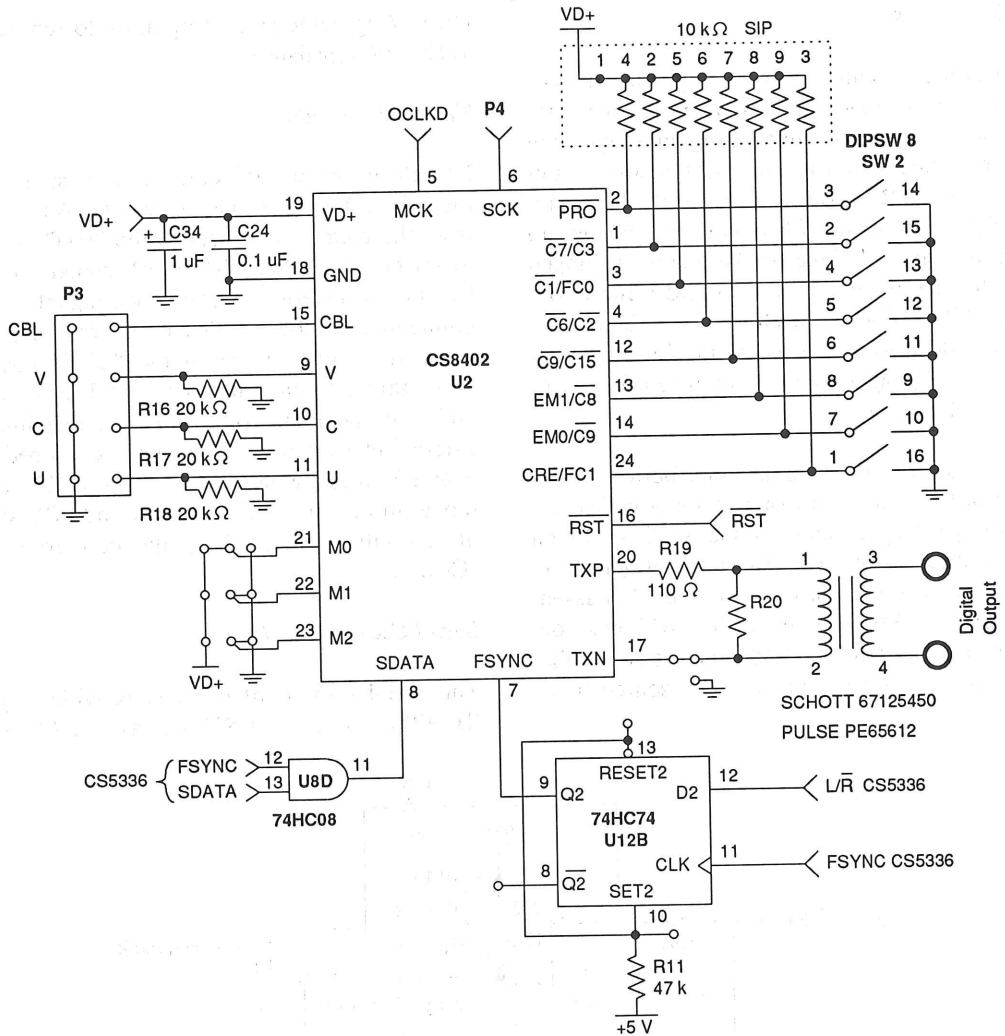 VD+
10 kΩ SIP
1 4 2 5 6 7 8 9 3
OCLKD
P4
5
6
DIPSW 8
SW 2
VD+
+
C34
1 uF
C24
0.1 uF
19
VD+
18
GND
MCK
SCK
P3
CBL
15
CBL
V
9
V
R16 20 kΩ
C
10
C
R17 20 kΩ
U
11
U
R18 20 kΩ
21
M0
22
M1
23
M2
VD+
CS8402
U2
PRO
2
3
14
C7/C3
1
2
15
C1/FC0
3
4
13
C6/C2
4
5
12
C9/C15
12
6
11
EM1/C8
13
8
9
EM0/C9
14
7
10
CRE/FC1
24
1
16
RST
16
RST
TXP
20
R19
110 Ω
R20
1
2
3
4
Digital
Output
TXN
17
SCHOTT 67125450
PULSE PE65612
SDATA
8
FSYNC
7
CS5336
FSYNC
12
SDATA
13
U8D
11
74HC08
13
RESET2
9
Q2
D2
12
L/R CS5336
74HC74
U12B
CLK
11
FSYNC CS5336
8
Q2
SET2
10
R11
47 k
+5 V